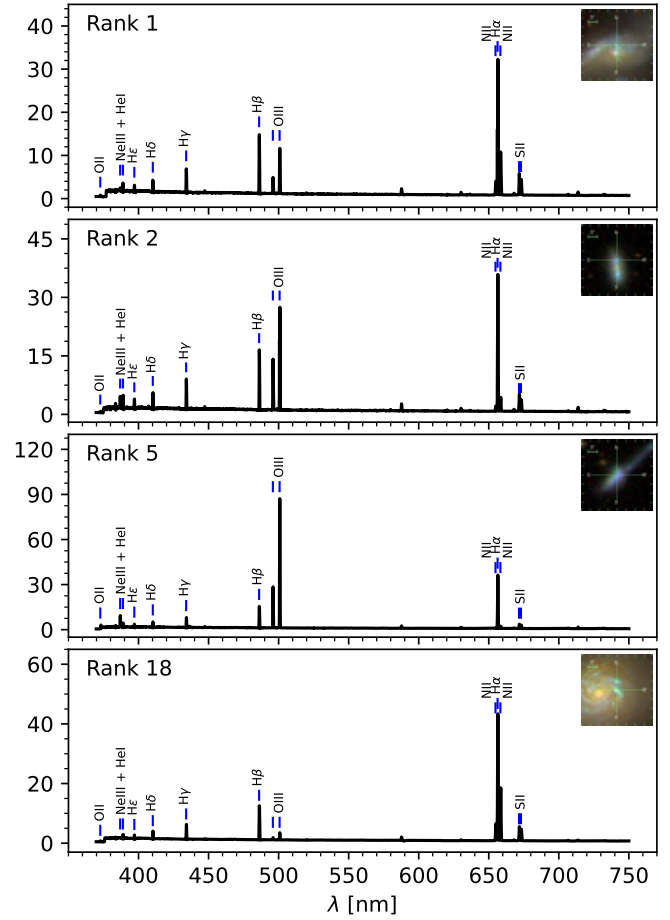 Rank 1
40
30
20
10
0
OII
NeIII + HeI
Hε
Hδ
Hγ
Hβ
OIII
NII
Hα
NII
SII
Rank 2
45
30
15
0
OII
NeIII + HeI
Hε
Hδ
Hγ
Hβ
OIII
NII
Hα
NII
SII
Rank 5
120
90
60
30
0
OII
NeIII + HeI
Hε
Hδ
Hγ
Hβ
OIII
NII
Hα
NII
SII
Rank 18
60
40
20
0
OII
NeIII + HeI
Hε
Hδ
Hγ
Hβ
OIII
NII
Hα
NII
SII
400 450 500 550 600 650 700 750
λ [nm]